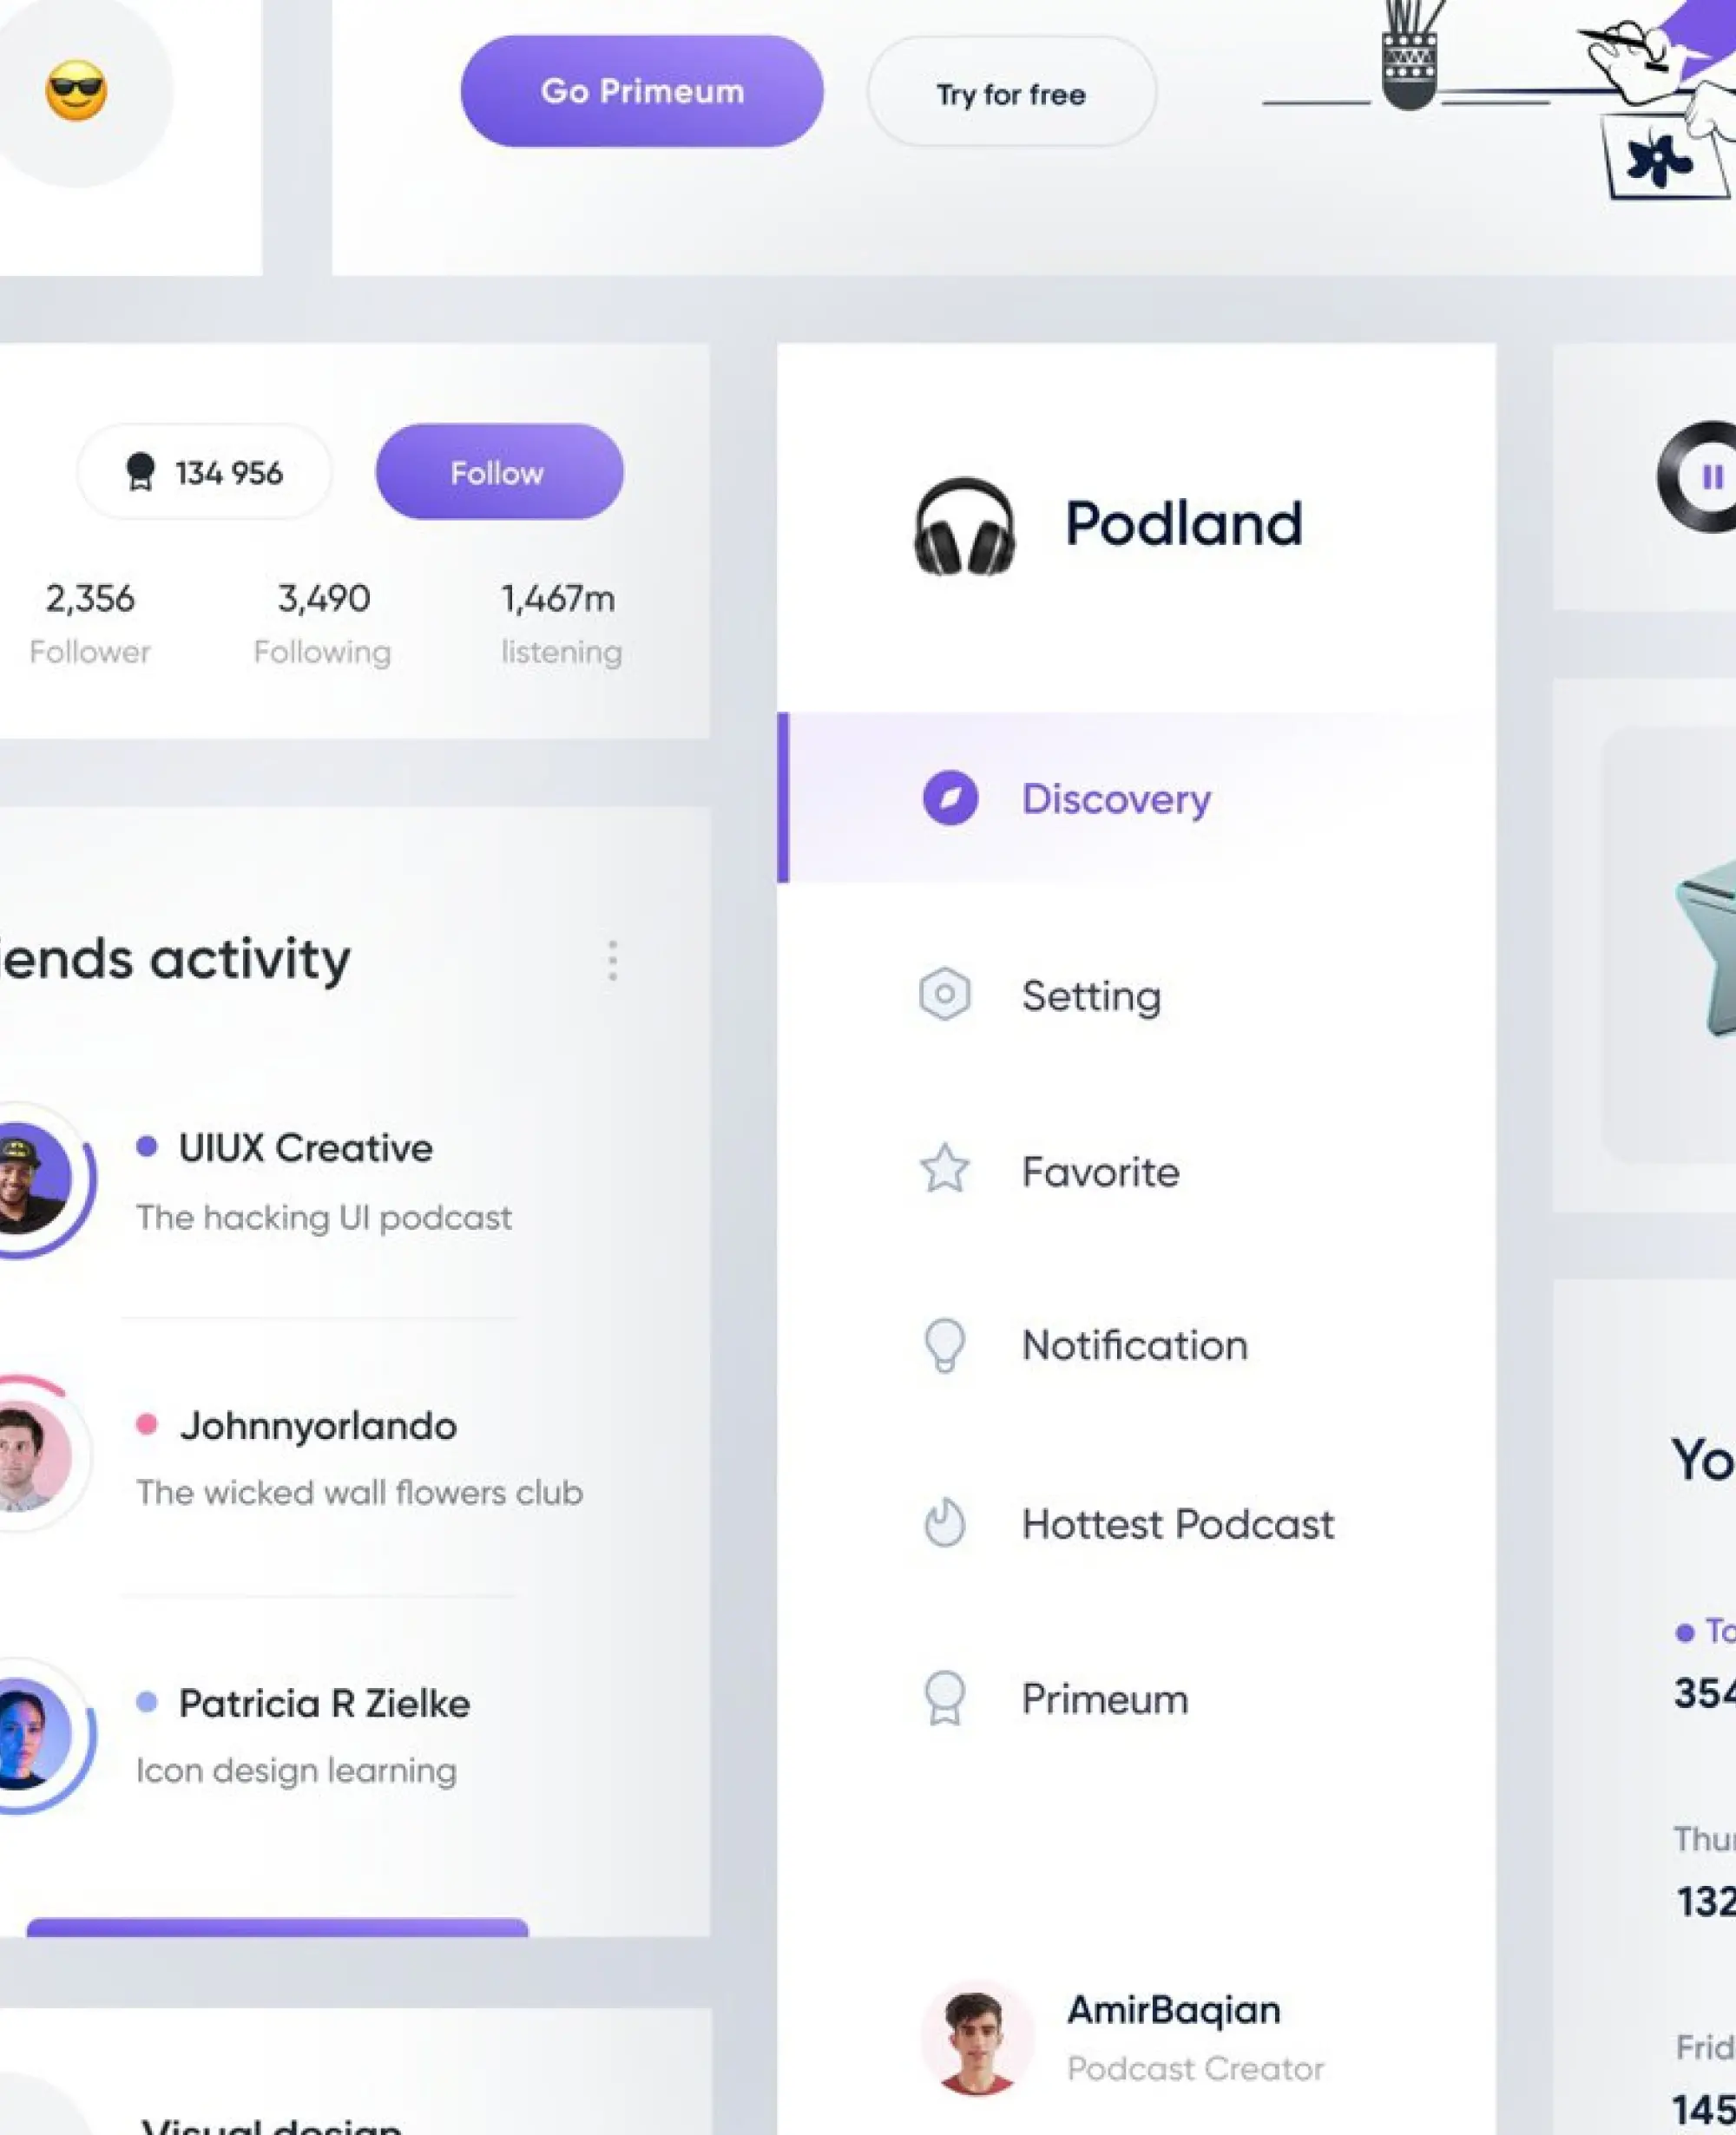 Go Primeum
Try for free
134 956
Follow
2,356
3,490
1,467m
Follower
Following
listening
iends activity
UIUX Creative
The hacking UI podcast
Johnnyorlando
The wicked wall flowers club
Patricia R Zielke
Icon design learning
Visual design
Podland
Discovery
Setting
Favorite
Notification
Hottest Podcast
Primeum
AmirBaqian
Podcast Creator
Yo
To
354
Thur
132
Frid
145